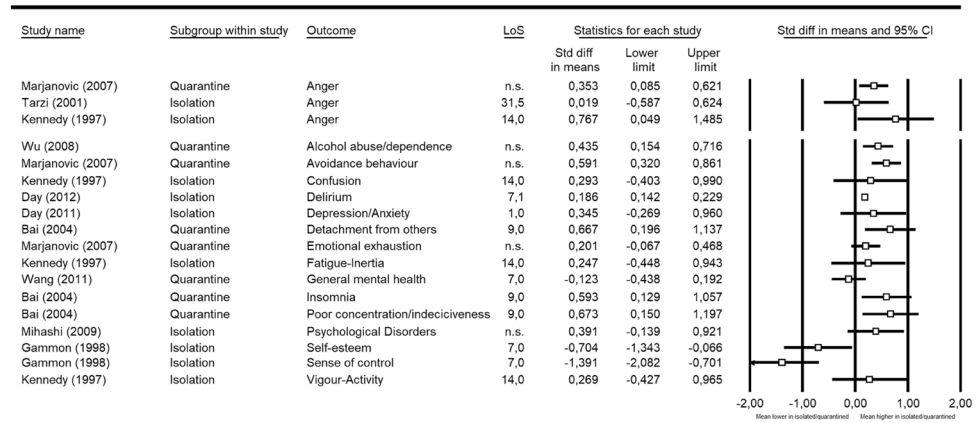 Study name Subgroup within study Outcome LoS Statistics for each study Std diff in means and 95% CI
Std diff in means Lower limit Upper limit
Marjanovic (2007) Quarantine Anger n.s. 0,353 0,085 0,621
Tarzi (2001) Isolation Anger 31,5 0,019 -0,587 0,624
Kennedy (1997) Isolation Anger 14,0 0,767 0,049 1,485
Wu (2008) Quarantine Alcohol abuse/dependence n.s. 0,435 0,154 0,716
Marjanovic (2007) Quarantine Avoidance behaviour n.s. 0,591 0,320 0,861
Kennedy (1997) Isolation Confusion 14,0 0,293 -0,403 0,990
Day (2012) Isolation Delirium 7,1 0,186 0,142 0,229
Day (2011) Isolation Depression/Anxiety 1,0 0,345 -0,269 0,960
Bai (2004) Quarantine Detachment from others 9,0 0,667 0,196 1,137
Marjanovic (2007) Quarantine Emotional exhaustion n.s. 0,201 -0,067 0,468
Kennedy (1997) Isolation Fatigue-Inertia 14,0 0,247 -0,448 0,943
Wang (2011) Quarantine General mental health 7,0 -0,123 -0,438 0,192
Bai (2004) Quarantine Insomnia 9,0 0,593 0,129 1,057
Bai (2004) Quarantine Poor concentration/indeciciveness 9,0 0,673 0,150 1,197
Mihashi (2009) Isolation Psychological Disorders n.s. 0,391 -0,139 0,921
Gammon (1998) Isolation Self-esteem 7,0 -0,704 -1,343 -0,066
Gammon (1998) Isolation Sense of control 7,0 -1,391 -2,082 -0,701
Kennedy (1997) Isolation Vigour-Activity 14,0 0,269 -0,427 0,965
-2,00 -1,00 0,00 1,00 2,00
Mean lower in isolated/quarantined Mean higher in isolated/quarantined